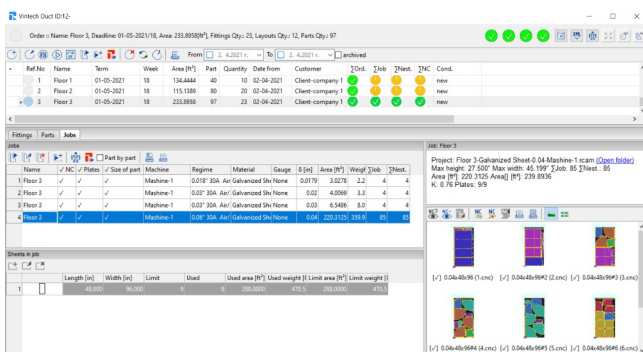 Vintech Duct ID:12-
Order :: Name: Floor 3, Deadline: 01-05-2021/18, Area: 233.8958[ft²], Fittings Qty.: 23, Layouts Qty.: 12, Parts Qty.: 97
From 2. 4.2021 r. To 2. 4.2021 r. archived
Ref.No Name Term Week Area [ft²] Part Quantity Date from Customer ∑Ord. ∑Job ∑Nest. ∑NC Cond.
1 Floor 1 01-05-2021 18 134.4444 40 10 02-04-2021 Client-company 1 new
2 Floor 2 01-05-2021 18 115.1389 80 20 02-04-2021 Client-company 1 new
3 Floor 3 01-05-2021 18 233.8958 97 23 02-04-2021 Client-company 1 new
Fittings Parts Jobs
Jobs
Part by part
Name ✓ NC ✓ Plates ✓ Size of part Machine Regime Material Gauge δ [in] Area [ft²] Weigl ∑Job ∑Nest.
1 Floor 3 ✓ ✓ ✓ Mashine-1 0.018" 30A Air/ Galvanized She None 0.0179 3.0278 2.2 4 4
2 Floor 3 ✓ ✓ ✓ Mashine-1 0.03" 30A Air/ Galvanized She None 0.02 4.0069 3.3 4 4
3 Floor 3 ✓ ✓ ✓ Mashine-1 0.03" 30A Air/ Galvanized She None 0.03 6.5486 8.0 4 4
4 Floor 3 ✓ ✓ ✓ Mashine-1 0.06" 30A Air/ Galvanized She None 0.04 220.3125 359.9 85 85
Sheets in job
Length [in] Width [in] Limit Used Used area [ft²] Used weight [l Limit area [ft²] Limit weight [l
1 48.000 96.000 9 9 288.0000 470.5 288.0000 470.5
Job: Floor 3
Project: Floor 3-Galvanized Sheet-0.04-Mashine-1.rcam (Open folder)
Max height: 27.500" Max width: 45.199" ∑Job: 85 ∑Nest.: 85
Area [ft²]: 220.3125 Area[] [ft²]: 239.8936
K: 0.76 Plates: 9/9
[✓] 0.04x48x96 (1.cnc) [✓] 0.04x48x96#2 (2.cnc) [✓] 0.04x48x96#3 (3.cnc)
[✓] 0.04x48x96#4 (4.cnc) [✓] 0.04x48x96#5 (5.cnc) [✓] 0.04x48x96#6 (6.cnc)